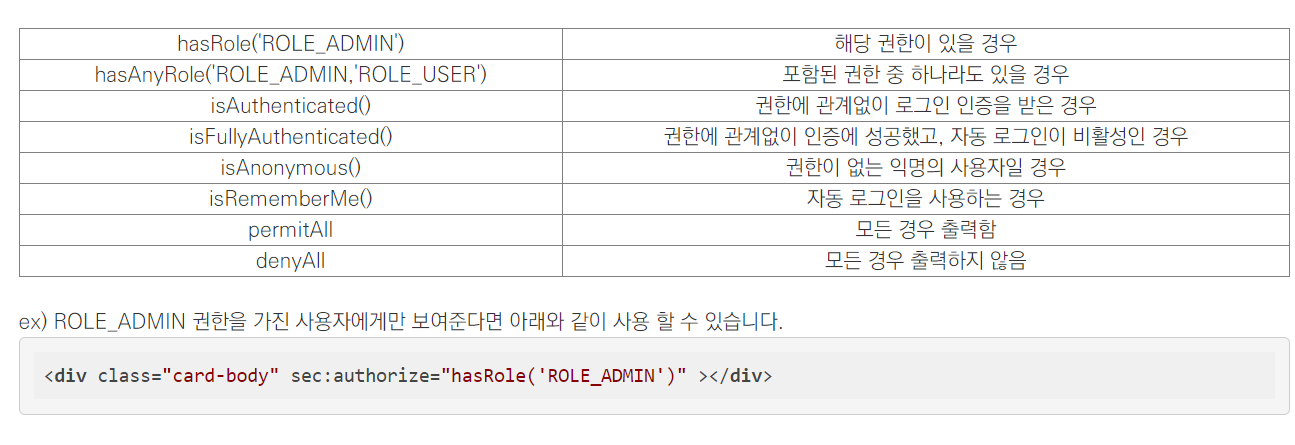 hasRole('ROLE_ADMIN') 해당 권한이 있을 경우
hasAnyRole('ROLE_ADMIN,'ROLE_USER') 포함된 권한 중 하나라도 있을 경우
isAuthenticated() 권한에 관계없이 로그인 인증을 받은 경우
isFullyAuthenticated() 권한에 관계없이 인증에 성공했고, 자동 로그인이 비활성인 경우
isAnonymous() 권한이 없는 익명의 사용자일 경우
isRememberMe() 자동 로그인을 사용하는 경우
permitAll 모든 경우 출력함
denyAll 모든 경우 출력하지 않음
ex) ROLE_ADMIN 권한을 가진 사용자에게만 보여준다면 아래와 같이 사용 할 수 있습니다.
<div class="card-body" sec:authorize="hasRole('ROLE_ADMIN')" ></div>